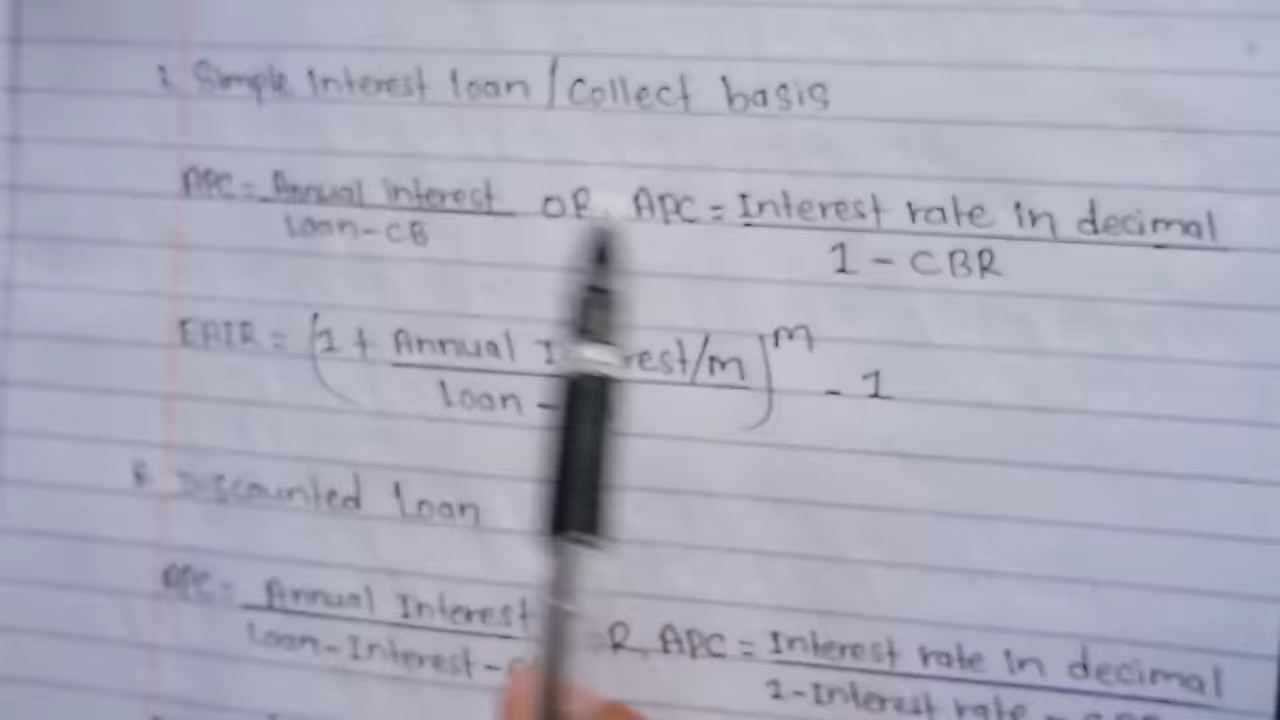 Simple Interest loan / Collect basis
APC = Annual interest / Loan - CB OR APC = Interest rate in decimal / 1 - CBR
EAIR = (1 + Annual I rest/m / Loan - )^m - 1
Discounted Loan
APC = Annual Interest / Loan - Interest - R, APC = Interest rate in decimal / 1 - Interest rate -